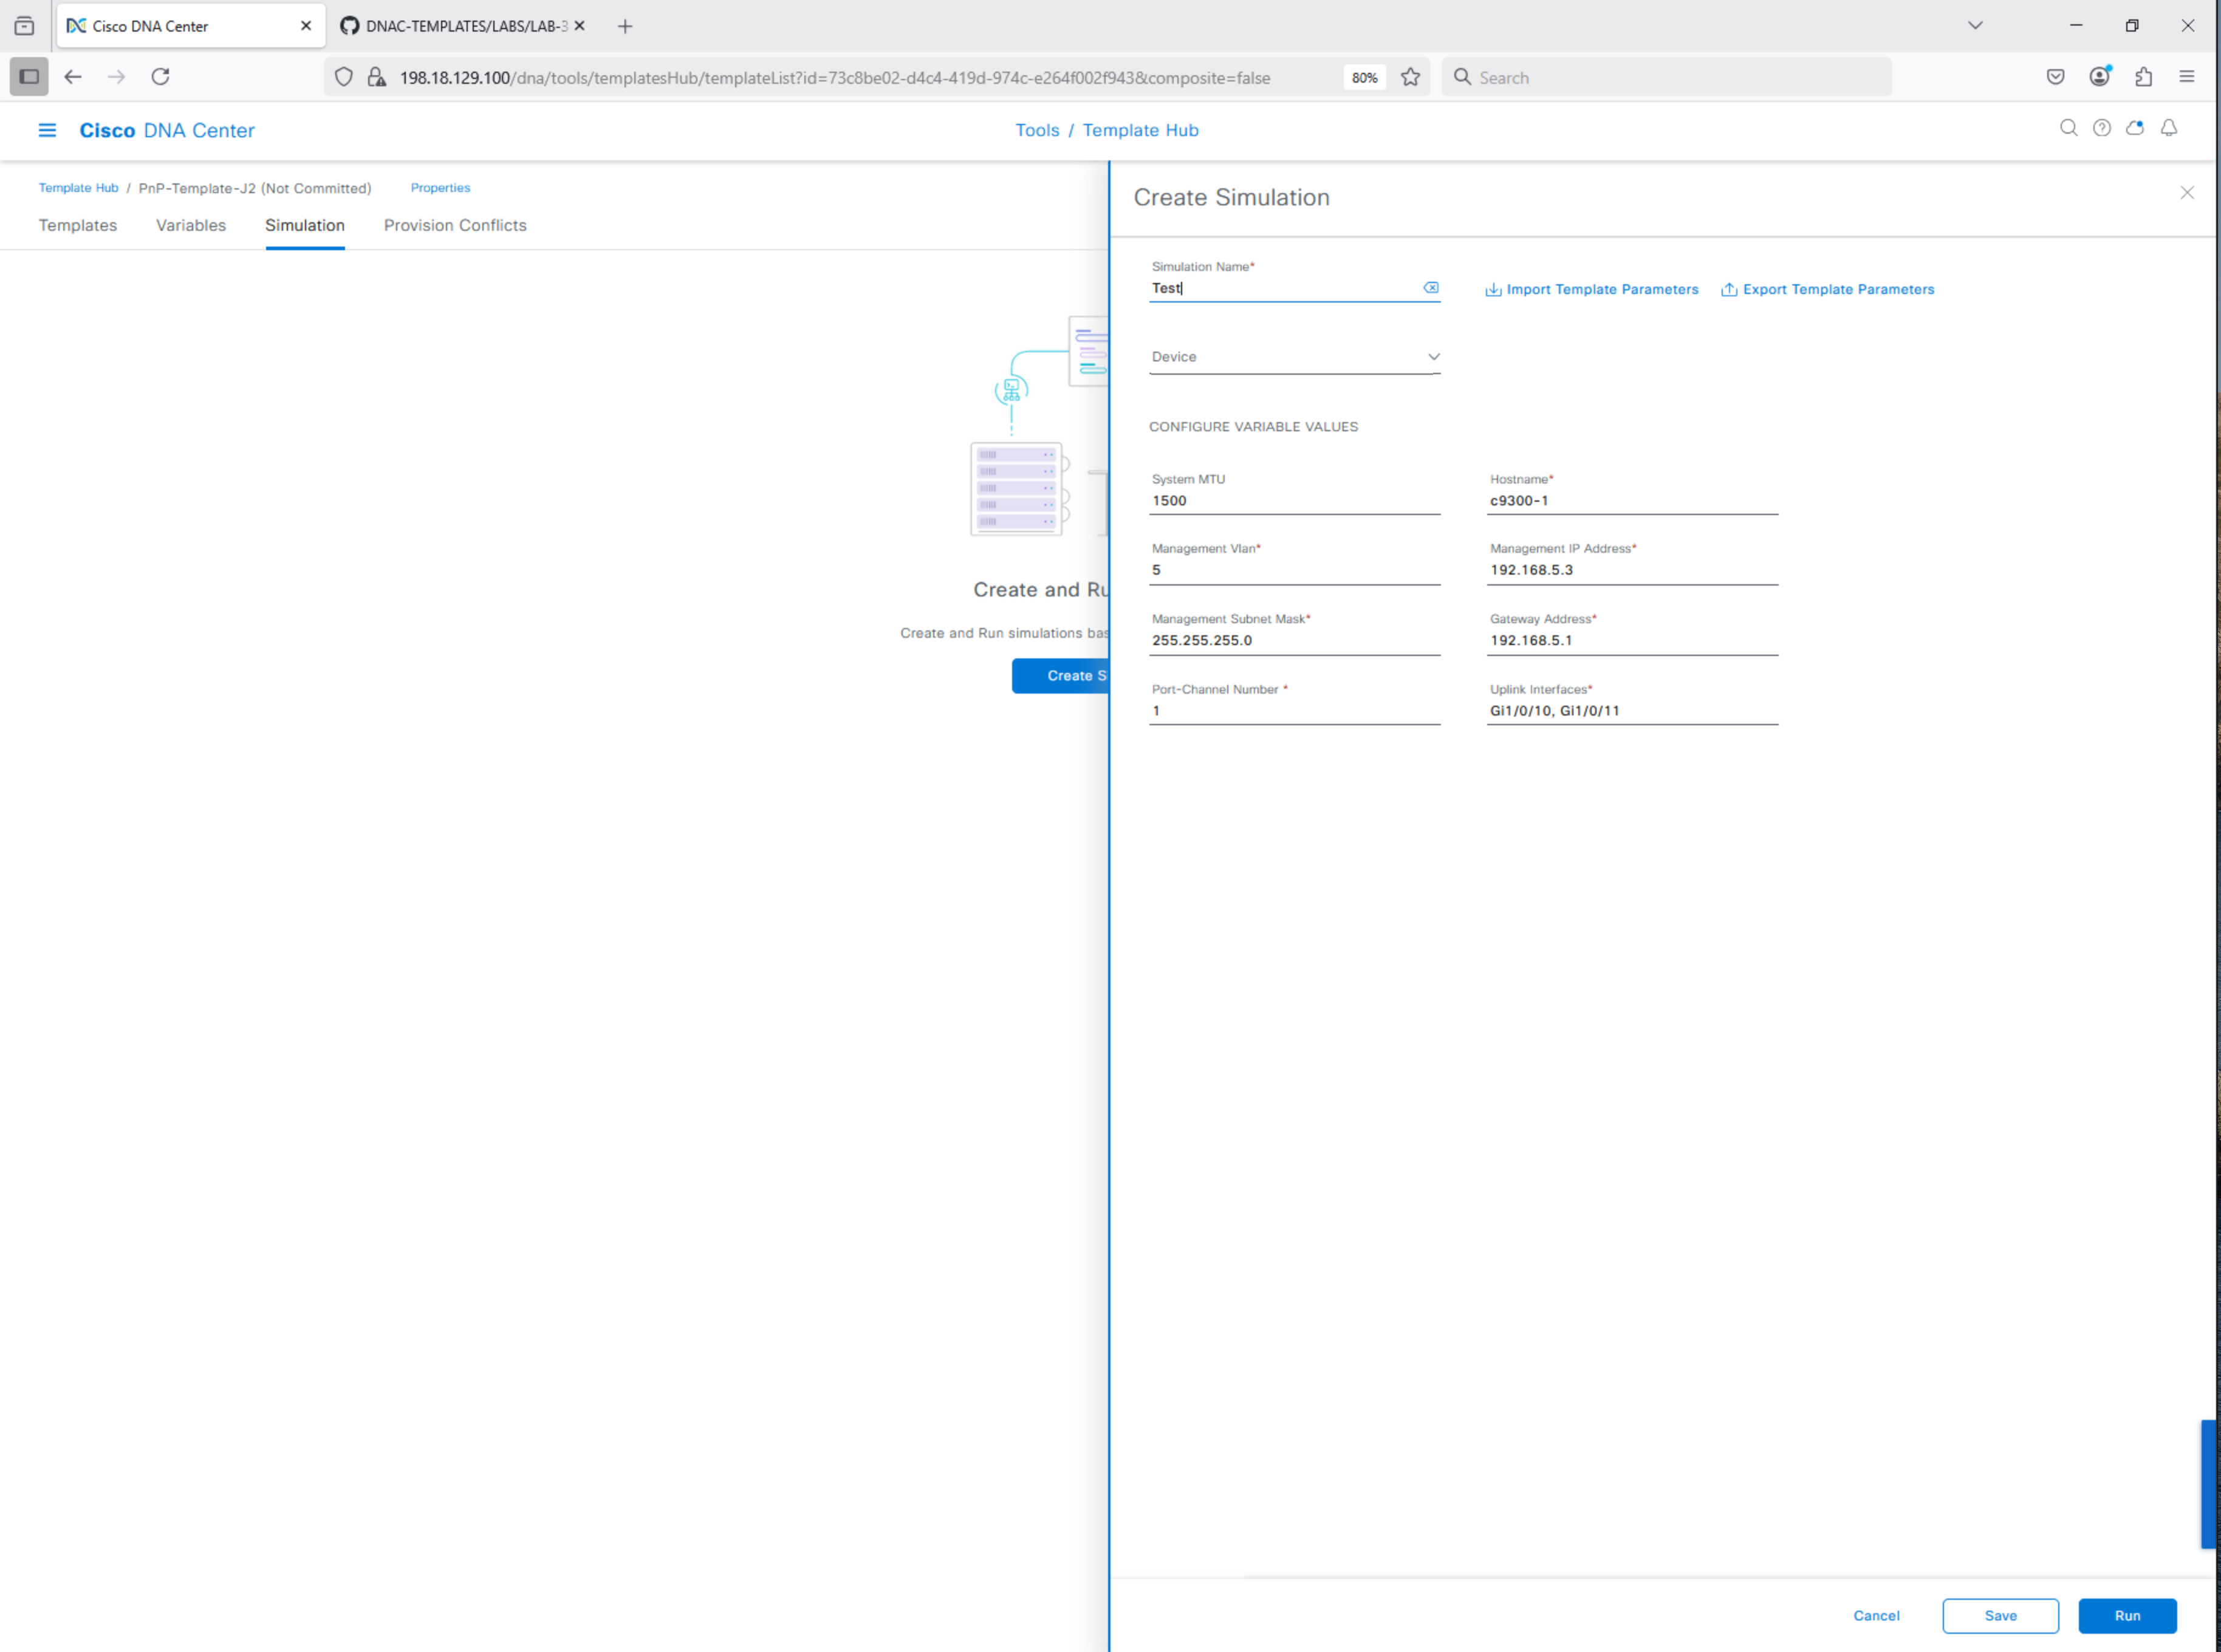 Cisco DNA Center
DNAC-TEMPLATES/LABS/LAB-3
198.18.129.100/dna/tools/templatesHub/templateList?id=73c8be02-d4c4-419d-974c-e264f002f943&composite=false
80%
Search
Cisco DNA Center
Tools / Template Hub
Template Hub / PnP-Template-J2 (Not Committed) Properties
Templates Variables Simulation Provision Conflicts
Create and Ru
Create and Run simulations bas
Create S
Create Simulation
Simulation Name*
Test
Import Template Parameters Export Template Parameters
Device
CONFIGURE VARIABLE VALUES
System MTU
1500
Hostname*
c9300-1
Management Vlan*
5
Management IP Address*
192.168.5.3
Management Subnet Mask*
255.255.255.0
Gateway Address*
192.168.5.1
Port-Channel Number *
1
Uplink Interfaces*
Gi1/0/10, Gi1/0/11
Cancel Save Run